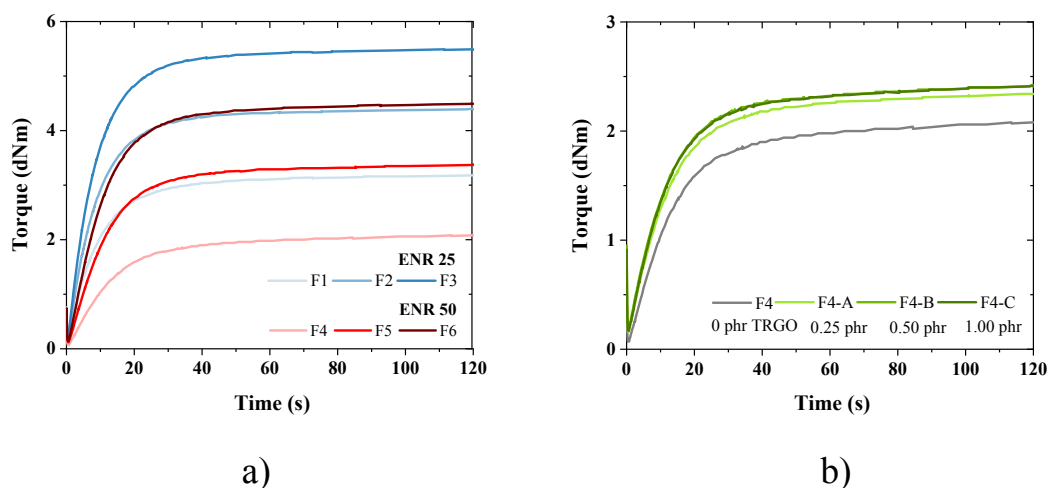 a)
Torque (dNm)
6
4
2
0
0 20 40 60 80 100 120
Time (s)
ENR 25
F1 F2 F3
ENR 50
F4 F5 F6
a)
b)
Torque (dNm)
3
2
1
0
0 20 40 60 80 100 120
Time (s)
F4 F4-A F4-B F4-C
0 phr TRGO 0.25 phr 0.50 phr 1.00 phr
b)